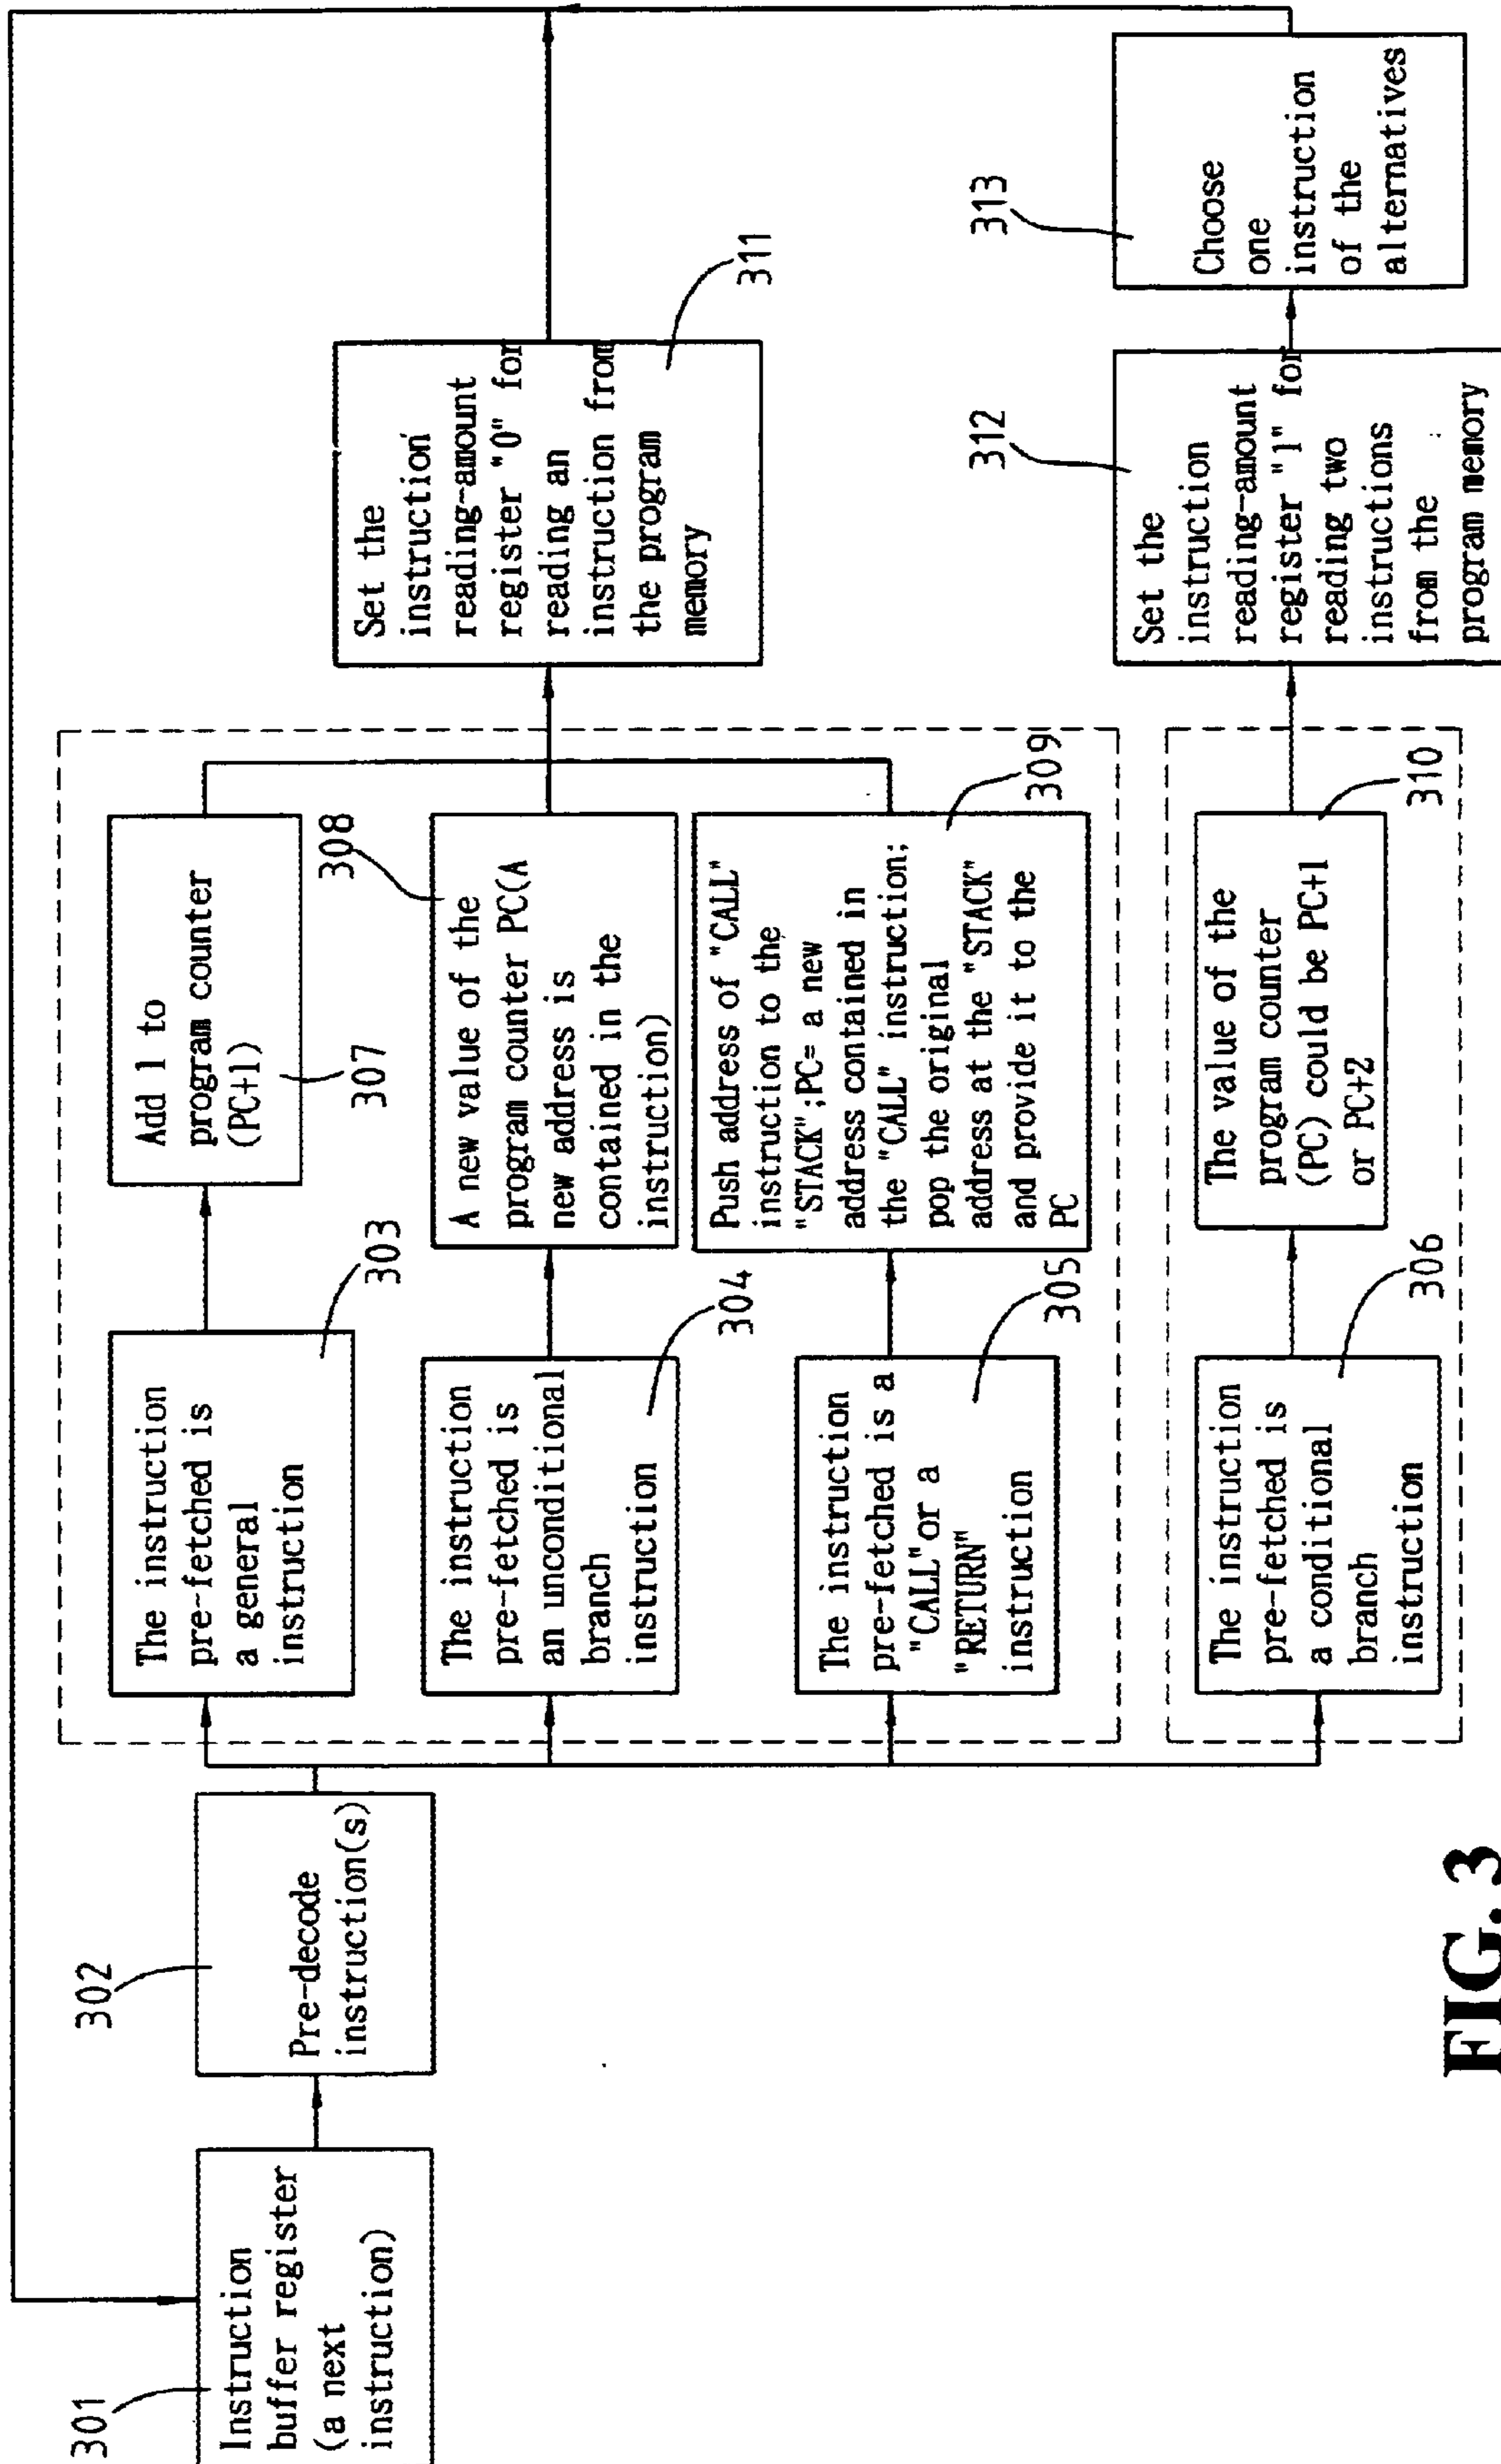 301
Instruction
buffer register
(a next
instruction)
302
Pre-decode
instruction(s)
The instruction
pre-fetched is
a general
instruction
303
Add 1 to
program counter
(PC+1)
307
The instruction
pre-fetched is
an unconditional
branch
instruction
304
308
A new value of the
program counter PC(A
new address is
contained in the
instruction)
The instruction
pre-fetched is a
"CALL"or a
"RETURN"
instruction
305
Push address of "CALL"
instruction to the
"STACK";PC= a new
address contained in
the "CALL" instruction;
pop the original
address at the "STACK"
and provide it to the
PC
309
The instruction
pre-fetched is
a conditional
branch
instruction
306
The value of the
program counter
(PC) could be PC+1
or PC+2
310
Set the
instruction
reading-amount
register "0" for
reading an
instruction from
the program
memory
311
312
Set the
instruction
reading-amount
register "1" for
reading two
instructions
from the
program memory
313
Choose
one
instruction
of the
alternatives
FIG. 3